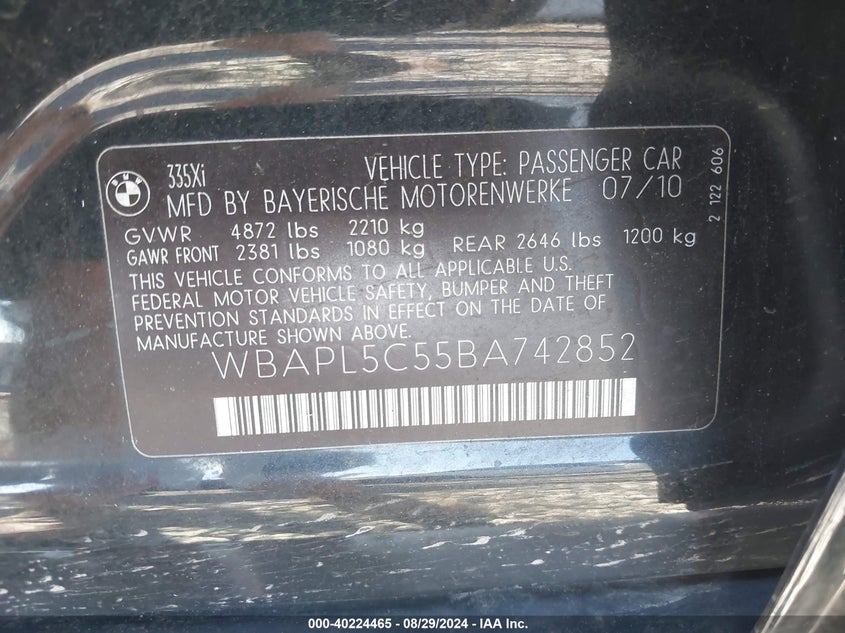 BMW
335Xi VEHICLE TYPE: PASSENGER CAR
MFD BY BAYERISCHE MOTORENWERKE 07/10
GVWR 4872 lbs 2210 kg
GAWR FRONT 2381 lbs 1080 kg REAR 2646 lbs 1200 kg
THIS VEHICLE CONFORMS TO ALL APPLICABLE U.S.
FEDERAL MOTOR VEHICLE SAFETY, BUMPER AND THEFT
PREVENTION STANDARDS IN EFFECT ON THE DATE OF
MANUFACTURE SHOWN ABOVE.
WBAPL5C55BA742852
2 122 606
000-40224465 - 08/29/2024 - IAA Inc.